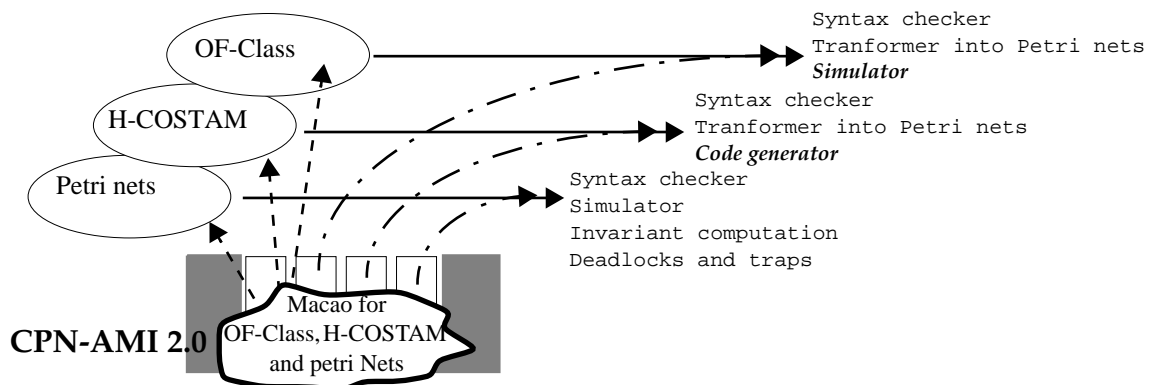 OF-Class
Syntax checker
Tranformer into Petri nets
Simulator
H-COSTAM
Syntax checker
Tranformer into Petri nets
Code generator
Petri nets
Syntax checker
Simulator
Invariant computation
Deadlocks and traps
CPN-AMI 2.0
Macao for
OF-Class, H-COSTAM
and petri Nets